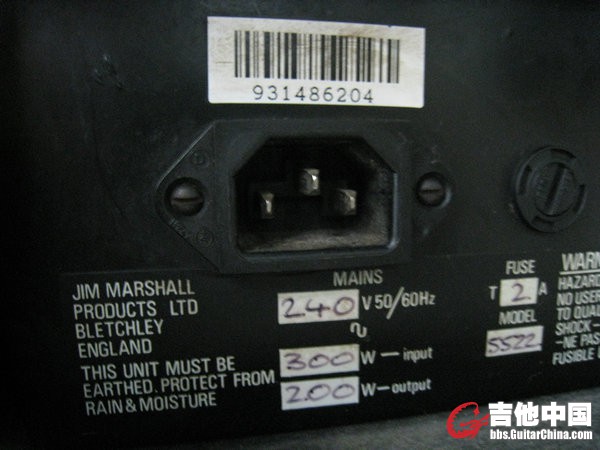 931486204
JIM MARSHALL
PRODUCTS LTD
BLETCHLEY
ENGLAND
THIS UNIT MUST BE
EARTHED. PROTECT FROM
RAIN & MOISTURE
MAINS
240 V 50/60Hz
300 W — input
200 W — output
FUSE
T 2 A
MODEL
5522
WARN
HAZARD
NO USER
TO QUAL
SHOCK —
-NE PAS
FUSIBLE
吉他中国
bbs.GuitarChina.com